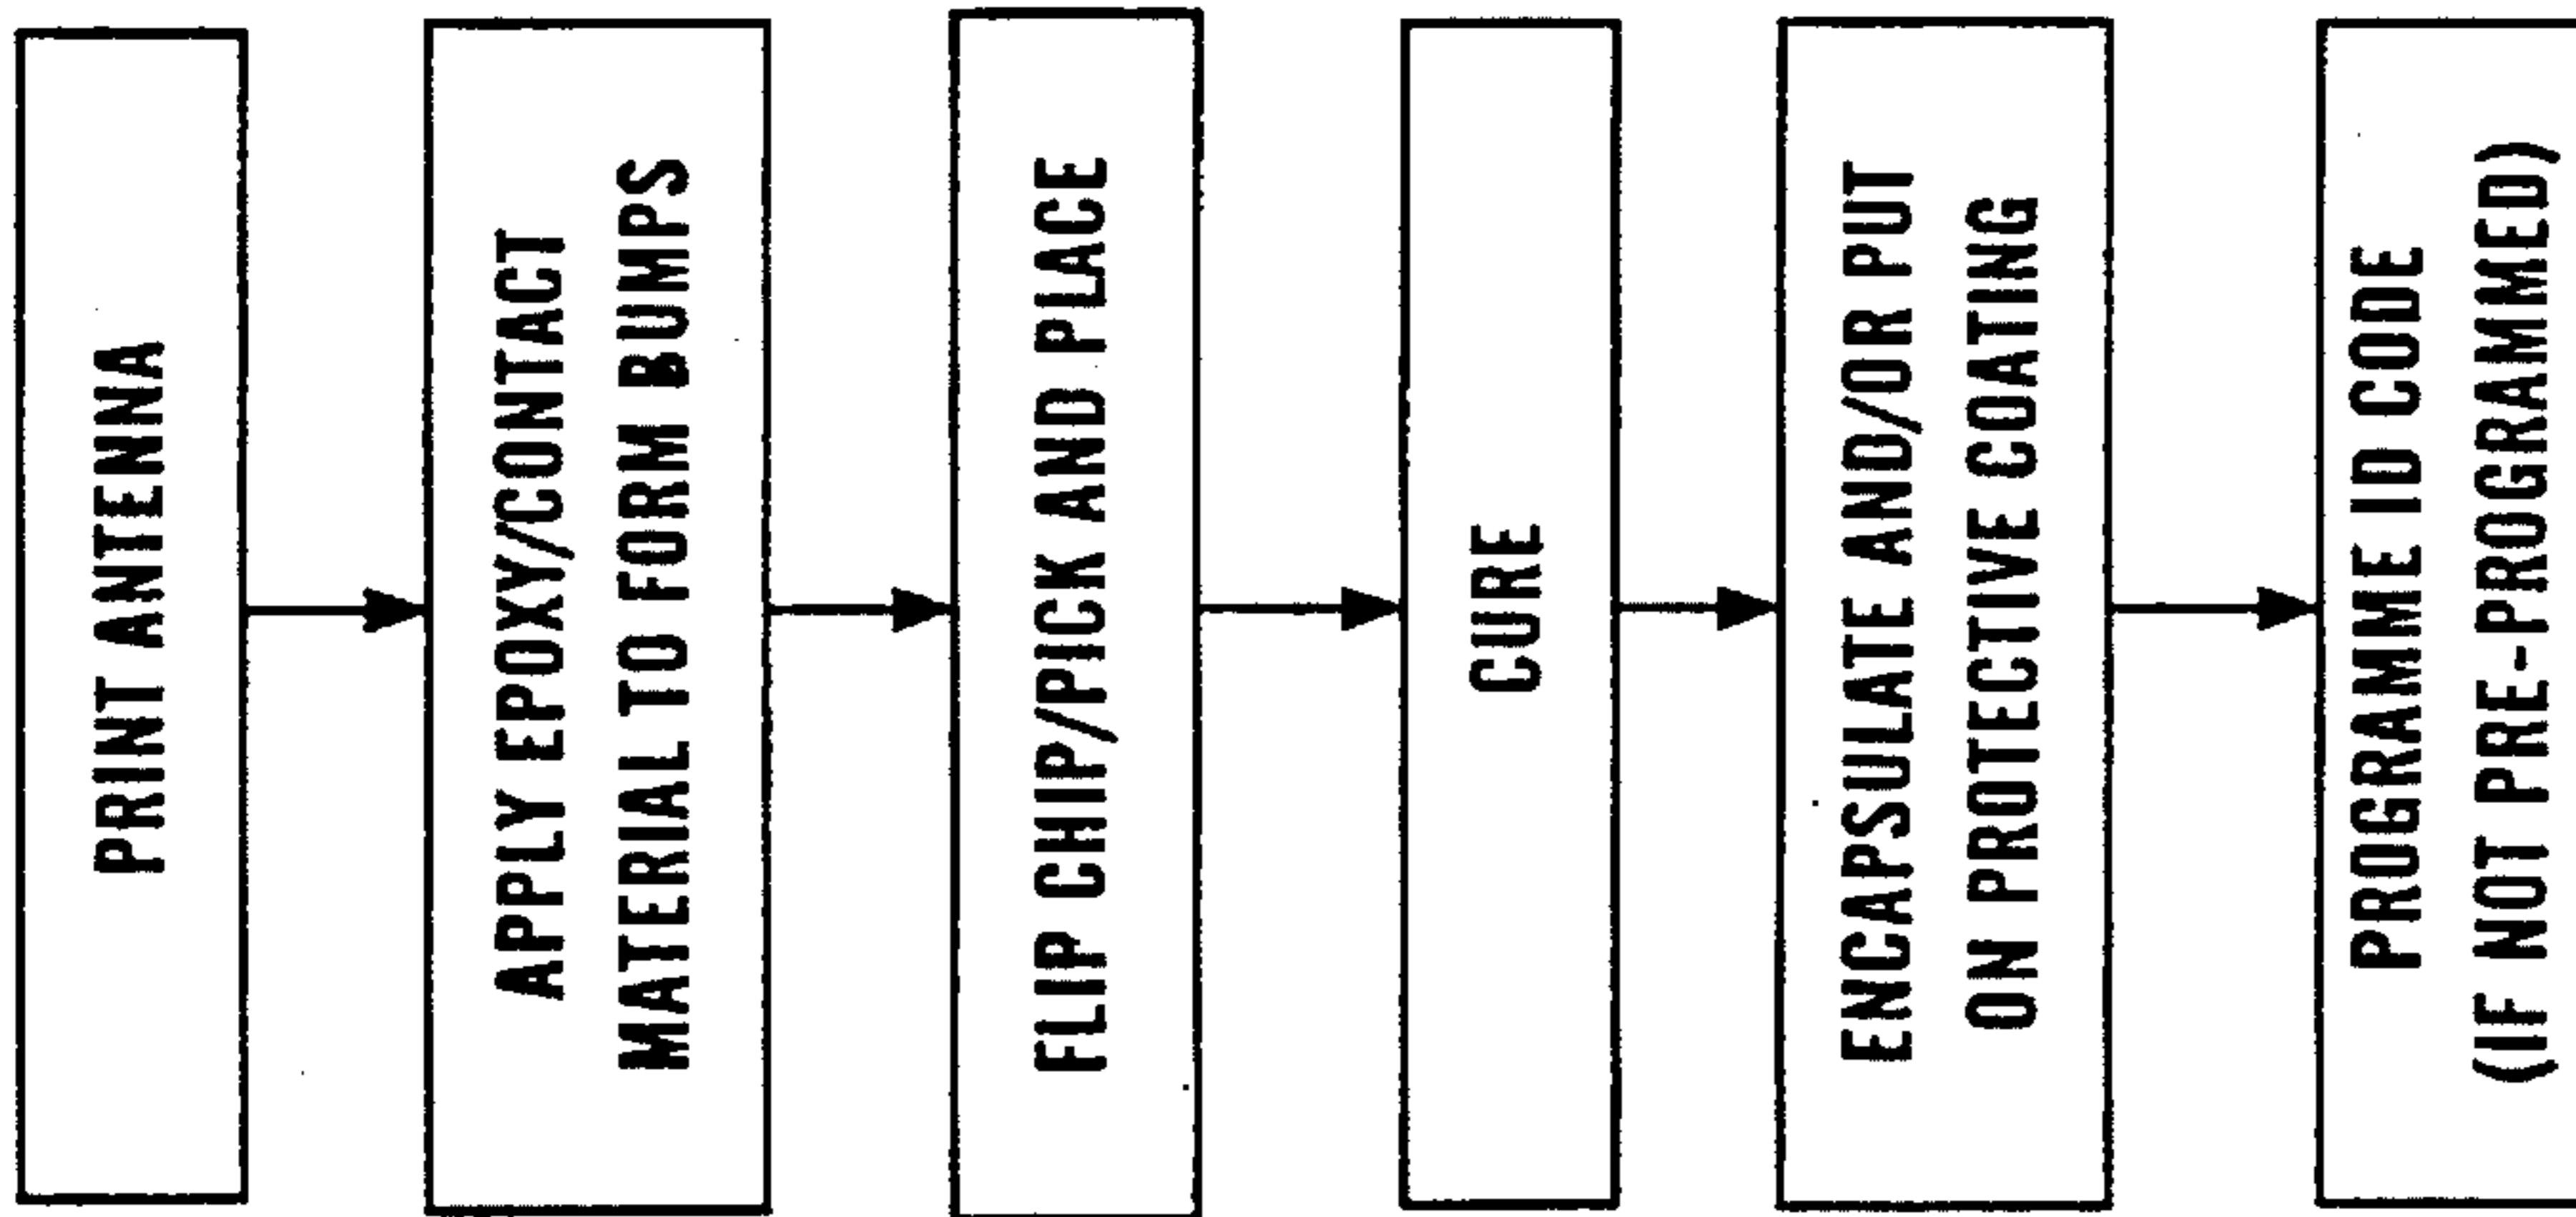 PRINT ANTENNA
APPLY EPOXY/CONTACT
MATERIAL TO FORM BUMPS
FLIP CHIP/PICK AND PLACE
CURE
ENCAPSULATE AND/OR PUT
ON PROTECTIVE COATING
PROGRAMME ID CODE
(IF NOT PRE-PROGRAMMED)